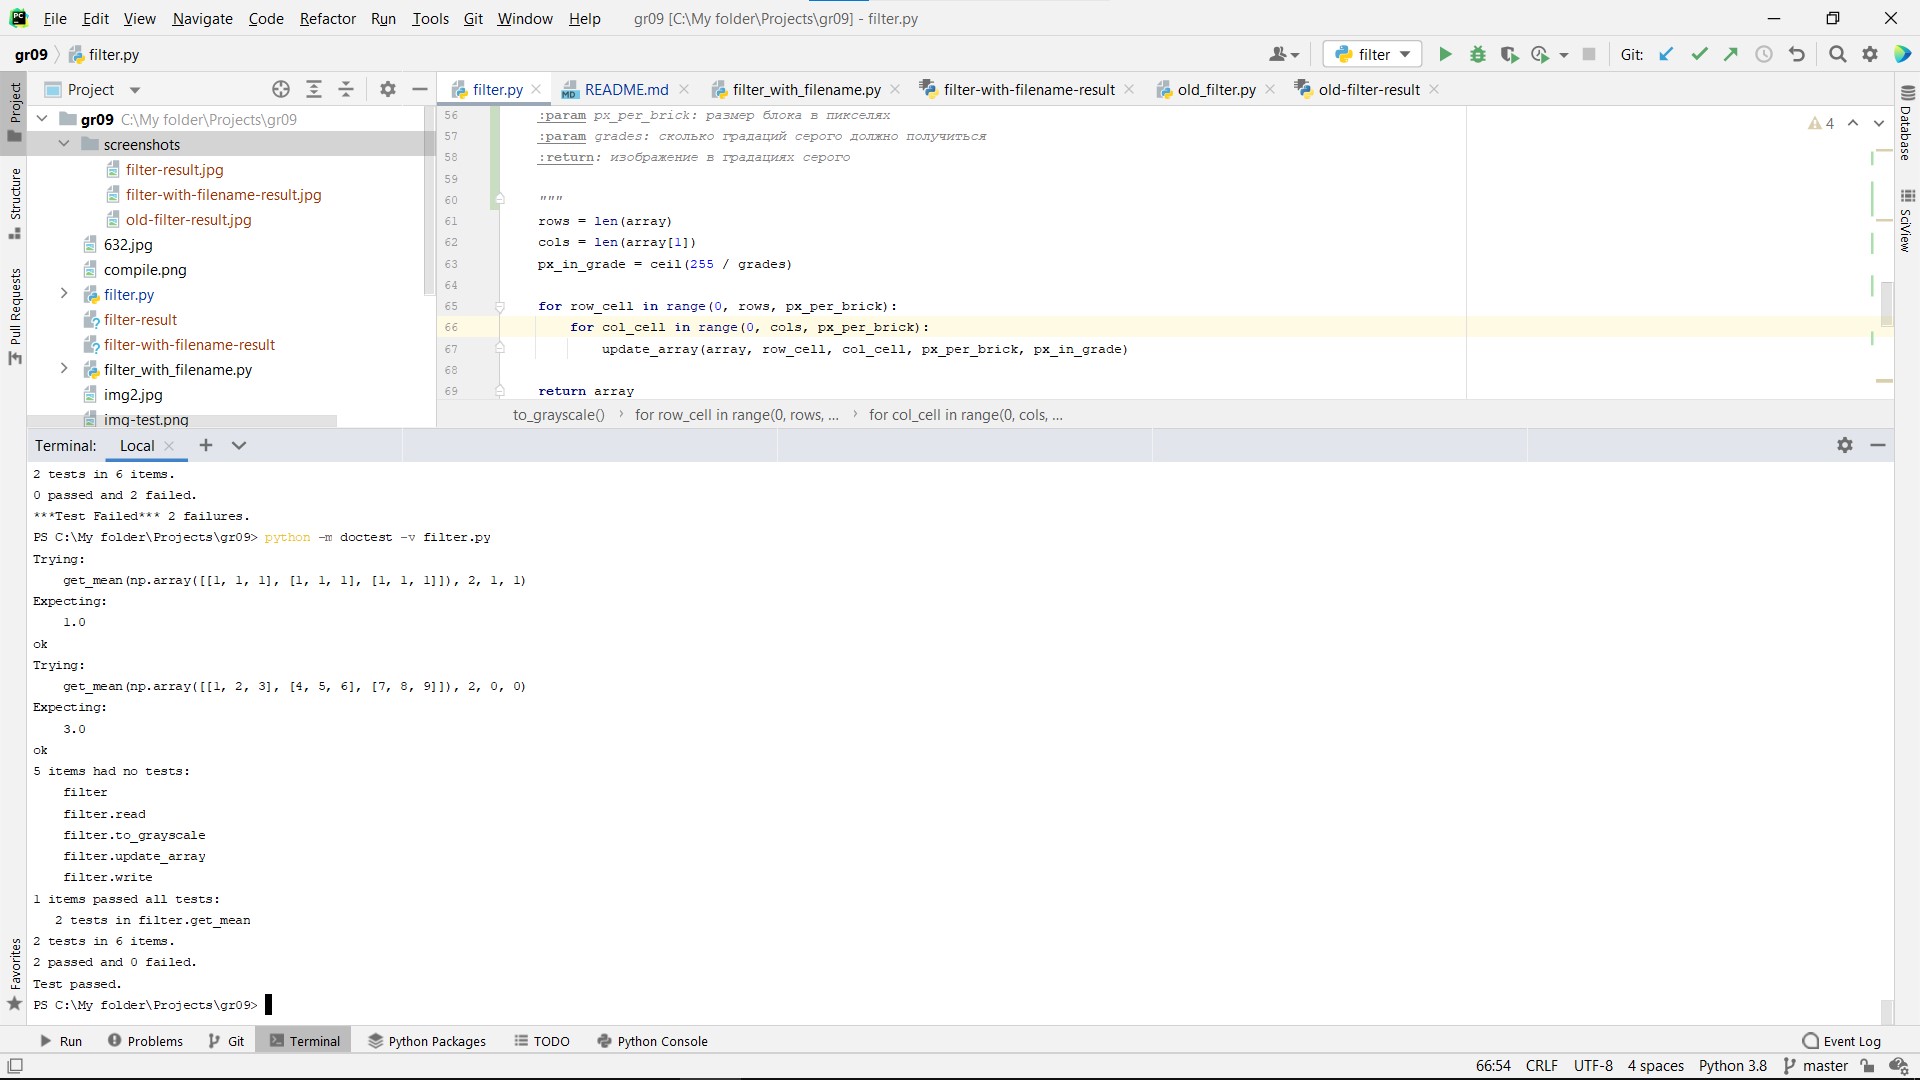 File Edit View Navigate Code Refactor Run Tools Git Window Help gr09 [C:\My folder\Projects\gr09] - filter.py
gr09 filter.py filter Git:
Project
filter.py README.md filter_with_filename.py filter-with-filename-result old_filter.py old-filter-result
gr09 C:\My folder\Projects\gr09
screenshots
filter-result.jpg
filter-with-filename-result.jpg
old-filter-result.jpg
632.jpg
compile.png
filter.py
filter-result
filter-with-filename-result
filter_with_filename.py
img2.jpg
img-test.png
56 :param px_per_brick: размер блока в пикселях
57 :param grades: сколько градаций серого должно получиться
58 :return: изображение в градациях серого
59
60 """
61 rows = len(array)
62 cols = len(array[1])
63 px_in_grade = ceil(255 / grades)
64
65 for row_cell in range(0, rows, px_per_brick):
66 for col_cell in range(0, cols, px_per_brick):
67 update_array(array, row_cell, col_cell, px_per_brick, px_in_grade)
68
69 return array
4
to_grayscale() › for row_cell in range(0, rows, ... › for col_cell in range(0, cols, ...
Project
Structure
Pull Requests
Favorites
Database
SciView
Terminal: Local
2 tests in 6 items.
0 passed and 2 failed.
***Test Failed*** 2 failures.
PS C:\My folder\Projects\gr09> python -m doctest -v filter.py
Trying:
get_mean(np.array([[1, 1, 1], [1, 1, 1], [1, 1, 1]]), 2, 1, 1)
Expecting:
1.0
ok
Trying:
get_mean(np.array([[1, 2, 3], [4, 5, 6], [7, 8, 9]]), 2, 0, 0)
Expecting:
3.0
ok
5 items had no tests:
filter
filter.read
filter.to_grayscale
filter.update_array
filter.write
1 items passed all tests:
2 tests in filter.get_mean
2 tests in 6 items.
2 passed and 0 failed.
Test passed.
PS C:\My folder\Projects\gr09>
Run Problems Git Terminal Python Packages TODO Python Console Event Log
66:54 CRLF UTF-8 4 spaces Python 3.8 master